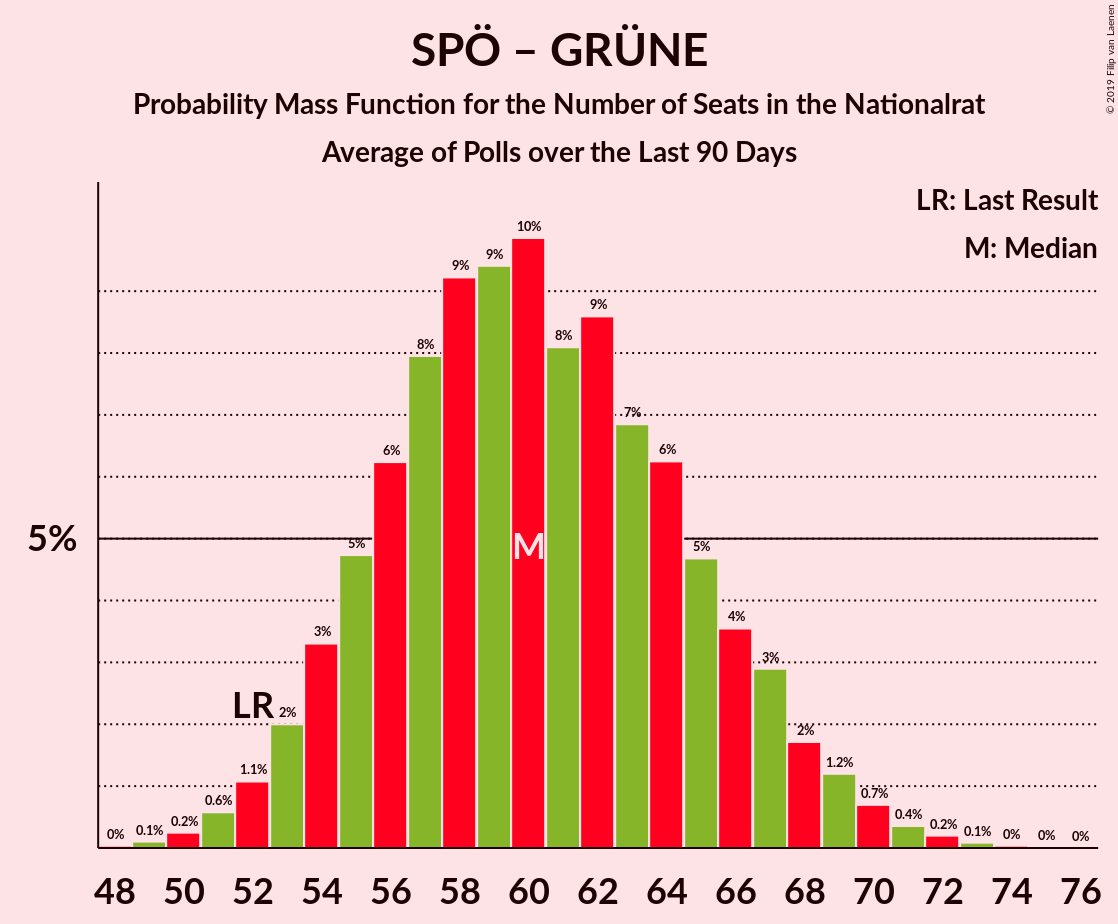 SPÖ – GRÜNE
Probability Mass Function for the Number of Seats in the Nationalrat
Average of Polls over the Last 90 Days
© 2019 Filip van Laenen
LR: Last Result
M: Median
5%
0% 0.1% 0.2% 0.6% 1.1% 2% 3% 5% 6% 8% 9% 9% 10% 8% 9% 7% 6% 5% 4% 3% 2% 1.2% 0.7% 0.4% 0.2% 0.1% 0% 0% 0%
LR
M
48 50 52 54 56 58 60 62 64 66 68 70 72 74 76